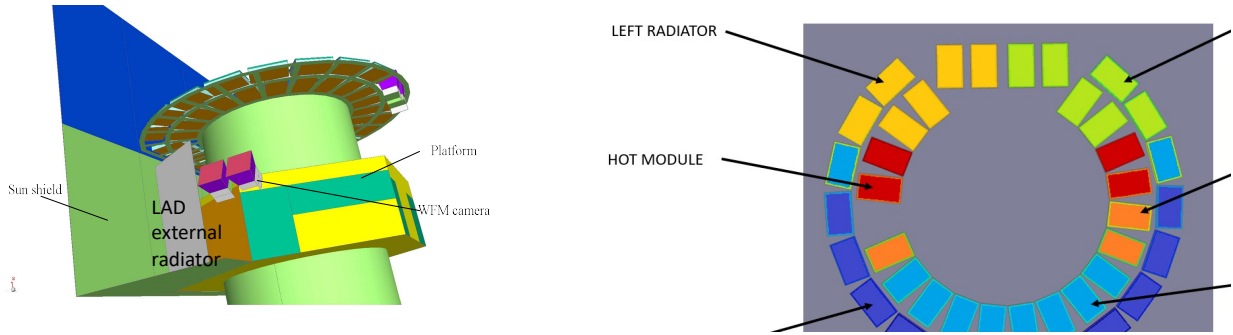 Platform
Sun shield
WFM camera
LAD
external
radiator
LEFT RADIATOR
HOT MODULE